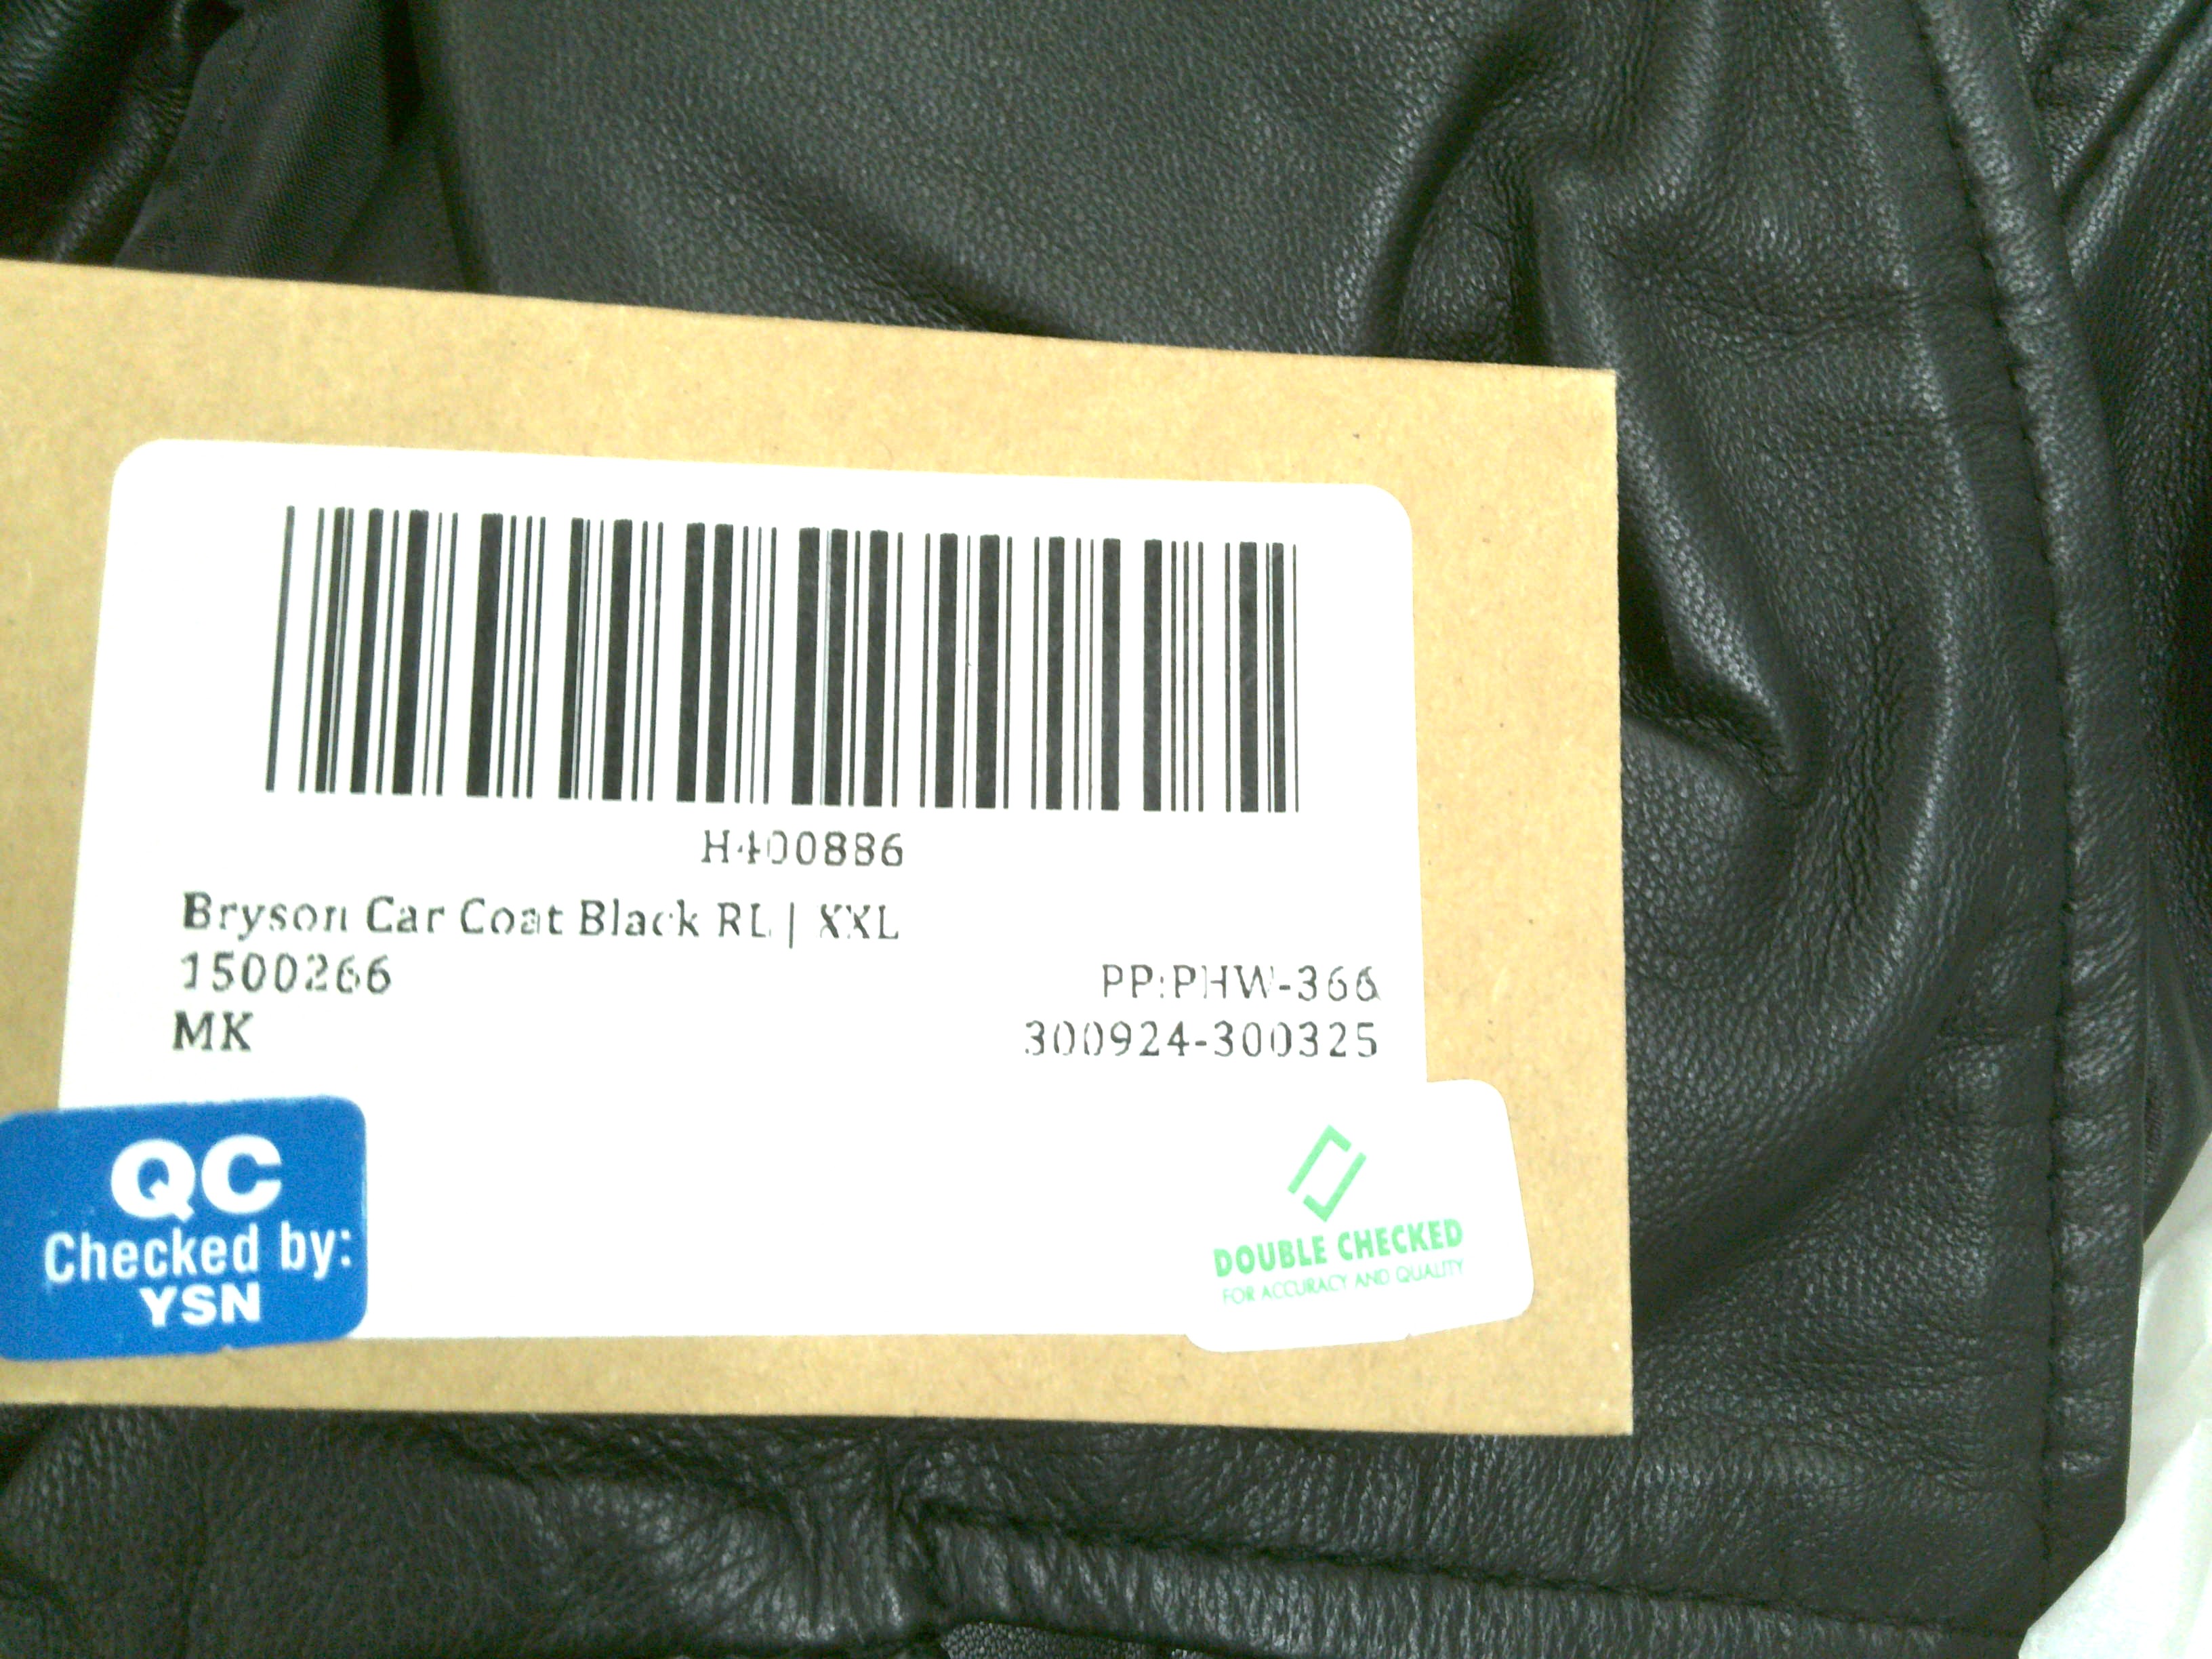 H400886
Bryson Car Coat Black RL | XXL
1500266
PP:PHW-366
MK
300924-300325
QC
Checked by:
YSN
DOUBLE CHECKED
FOR ACCURACY AND QUALITY